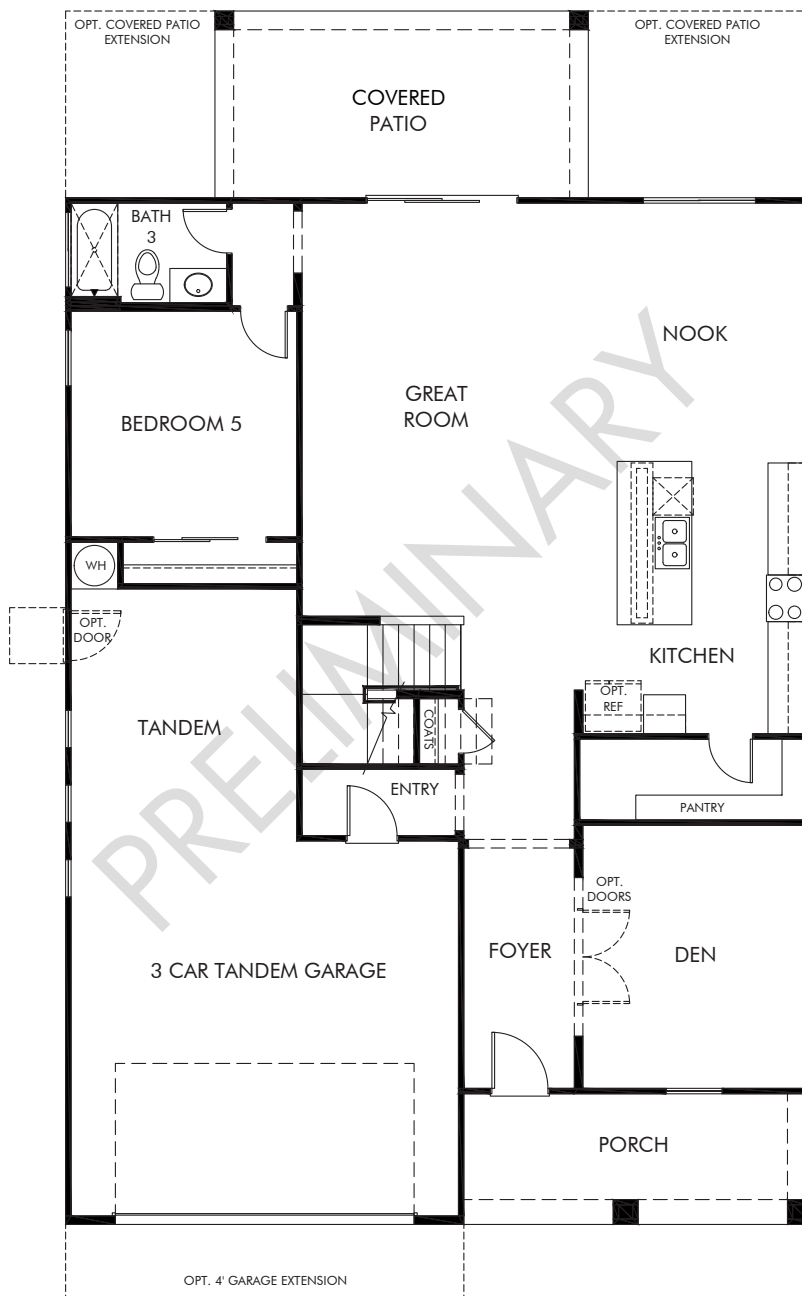 OPT. COVERED PATIO
EXTENSION
OPT. COVERED PATIO
EXTENSION
COVERED
PATIO
BATH
3
NOOK
GREAT
ROOM
BEDROOM 5
WH
OPT.
DOOR
KITCHEN
OPT.
REF
TANDEM
COATS
ENTRY
PANTRY
PRELIMINARY
OPT.
DOORS
FOYER
DEN
3 CAR TANDEM GARAGE
PORCH
OPT. 4' GARAGE EXTENSION